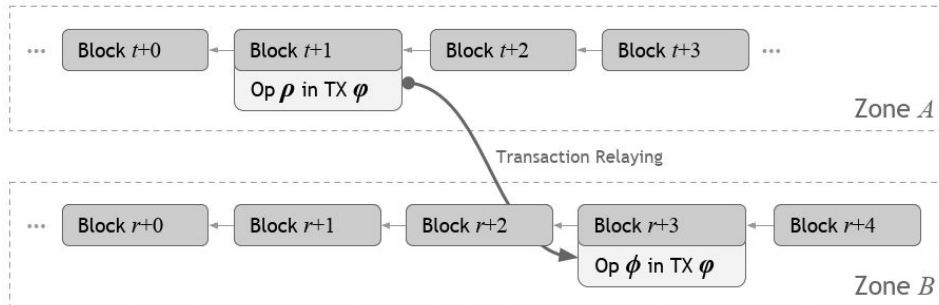 ... Block t+0 Block t+1 Block t+2 Block t+3 ...
Op ρ in TX φ
Zone A
Transaction Relaying
... Block r+0 Block r+1 Block r+2 Block r+3 Block r+4
Op ϕ in TX φ
Zone B